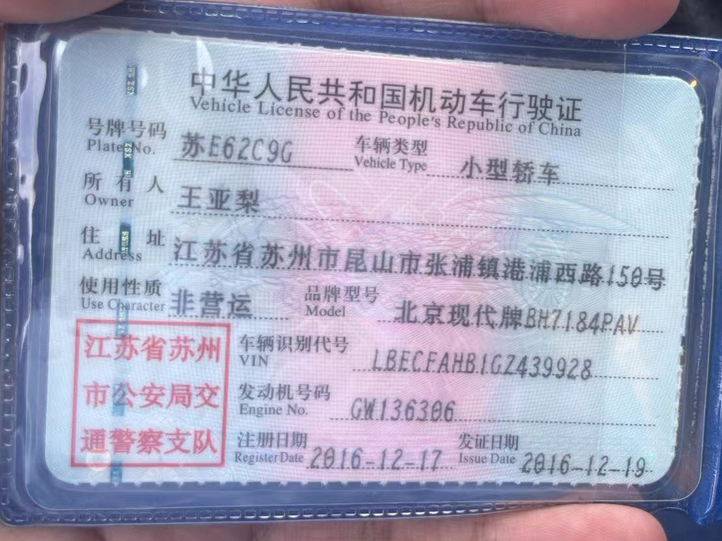 中华人民共和国机动车行驶证
Vehicle License of the People's Republic of China
号牌号码 苏E62C9G 车辆类型 小型轿车
Plate No. Vehicle Type
所有人 王亚梨
Owner
住址 江苏省苏州市昆山市张浦镇港浦西路150号
Address
使用性质 非营运 品牌型号 北京现代牌BH7184PAV
Use Character Model
江苏省苏州 车辆识别代号 LBECFAHB1GZ439928
VIN
市公安局交 发动机号码 GW136306
Engine No.
通警察支队 注册日期 2016-12-17 发证日期 2016-12-19
Register Date Issue Date